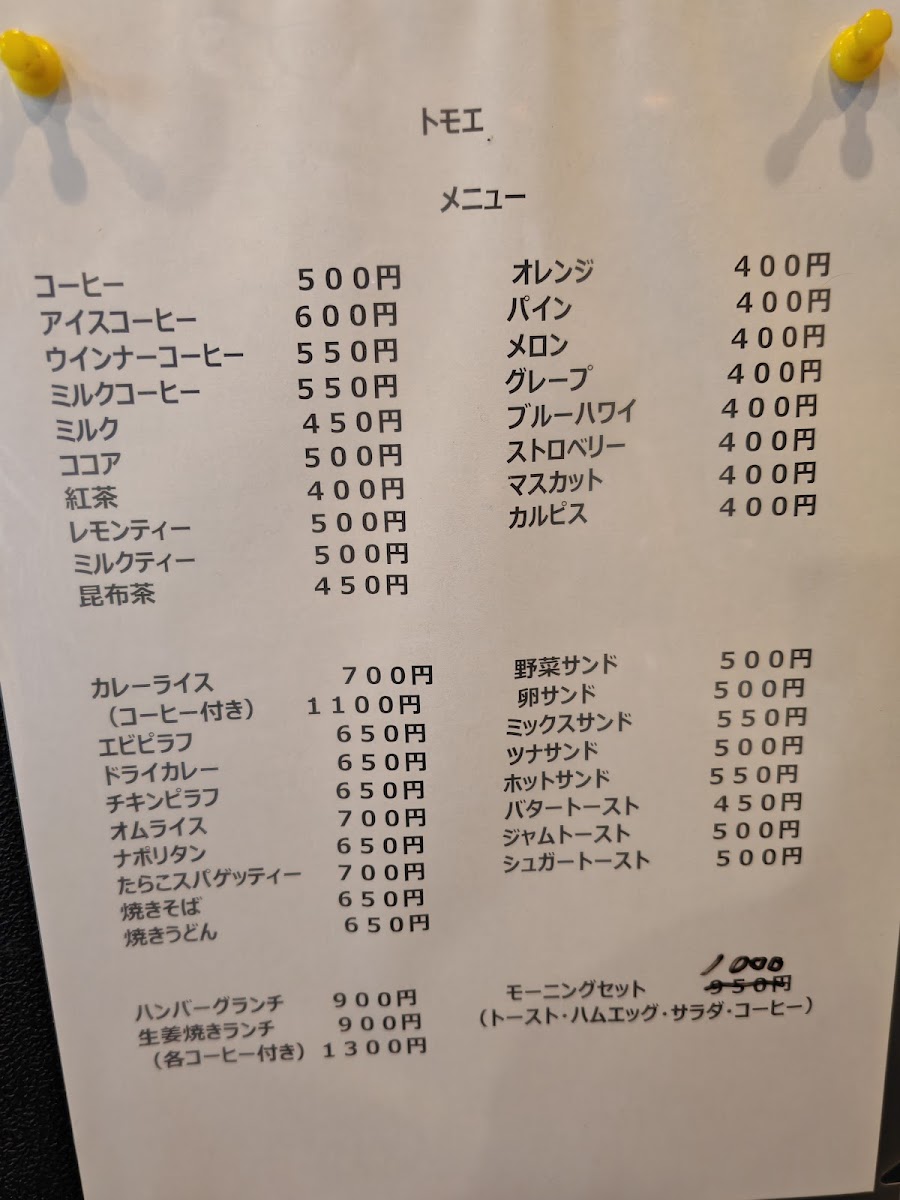 トモエ
メニュー
コーヒー ５００円
アイスコーヒー ６００円
ウインナーコーヒー ５５０円
ミルクコーヒー ５５０円
ミルク ４５０円
ココア ５００円
紅茶 ４００円
レモンティー ５００円
ミルクティー ５００円
昆布茶 ４５０円
オレンジ ４００円
パイン ４００円
メロン ４００円
グレープ ４００円
ブルーハワイ ４００円
ストロベリー ４００円
マスカット ４００円
カルピス ４００円
カレーライス ７００円
（コーヒー付き） １１００円
エビピラフ ６５０円
ドライカレー ６５０円
チキンピラフ ６５０円
オムライス ７００円
ナポリタン ６５０円
たらこスパゲッティー ７００円
焼きそば ６５０円
焼きうどん ６５０円
野菜サンド ５００円
卵サンド ５００円
ミックスサンド ５５０円
ツナサンド ５００円
ホットサンド ５５０円
バタートースト ４５０円
ジャムトースト ５００円
シュガートースト ５００円
ハンバーグランチ ９００円
生姜焼きランチ ９００円
（各コーヒー付き） １３００円
1000
モーニングセット ９５０円
（トースト・ハムエッグ・サラダ・コーヒー）